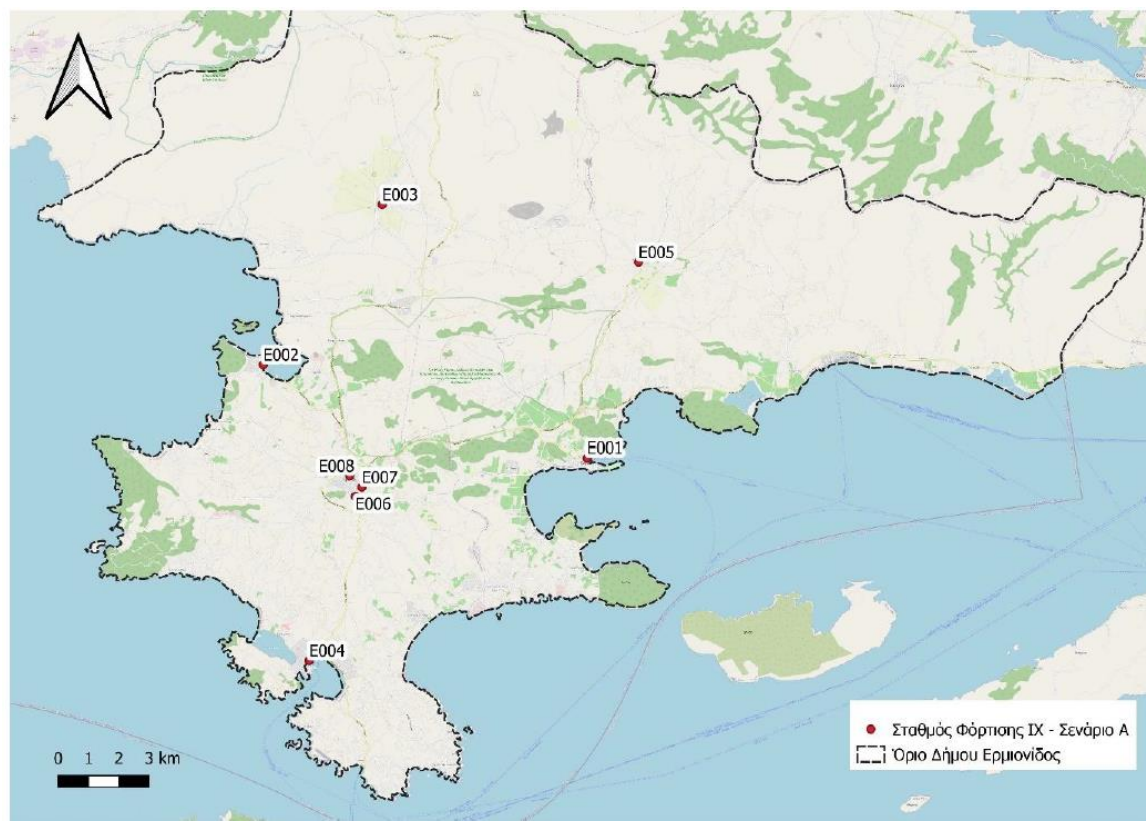 E003
E005
E002
E001
E008
E007
E006
E004
Σταθμός Φόρτισης ΙΧ - Σενάριο Α
Όριο Δήμου Ερμιονίδος
0 1 2 3 km